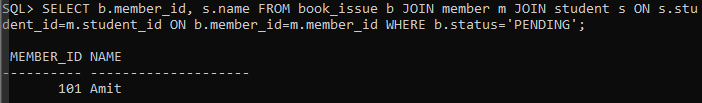 SQL> SELECT b.member_id, s.name FROM book_issue b JOIN member m JOIN student s ON s.stu
dent_id=m.student_id ON b.member_id=m.member_id WHERE b.status='PENDING';
 MEMBER_ID NAME
---------- --------------------
       101 Amit